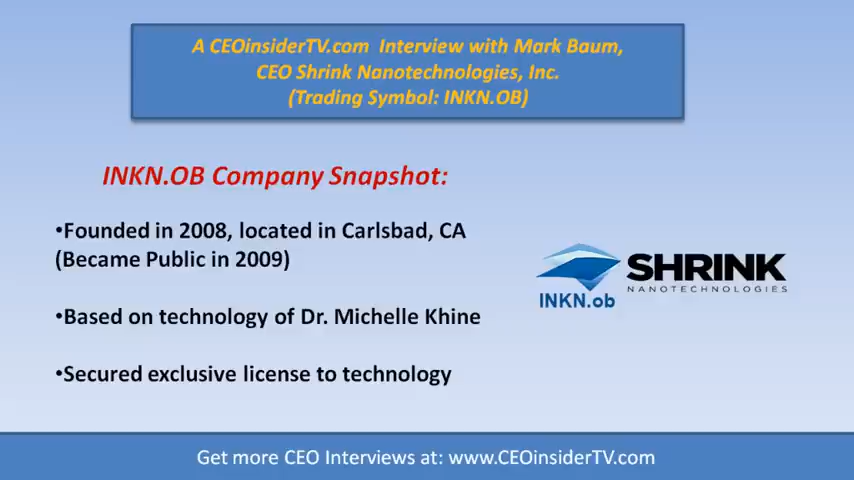 A CEOinsiderTV.com Interview with Mark Baum,
CEO Shrink Nanotechnologies, Inc.
(Trading Symbol: INKN.OB)
INKN.OB Company Snapshot:
•Founded in 2008, located in Carlsbad, CA
(Became Public in 2009)
•Based on technology of Dr. Michelle Khine
•Secured exclusive license to technology
SHRINK
NANOTECHNOLOGIES
INKN.ob
Get more CEO Interviews at: www.CEOinsiderTV.com